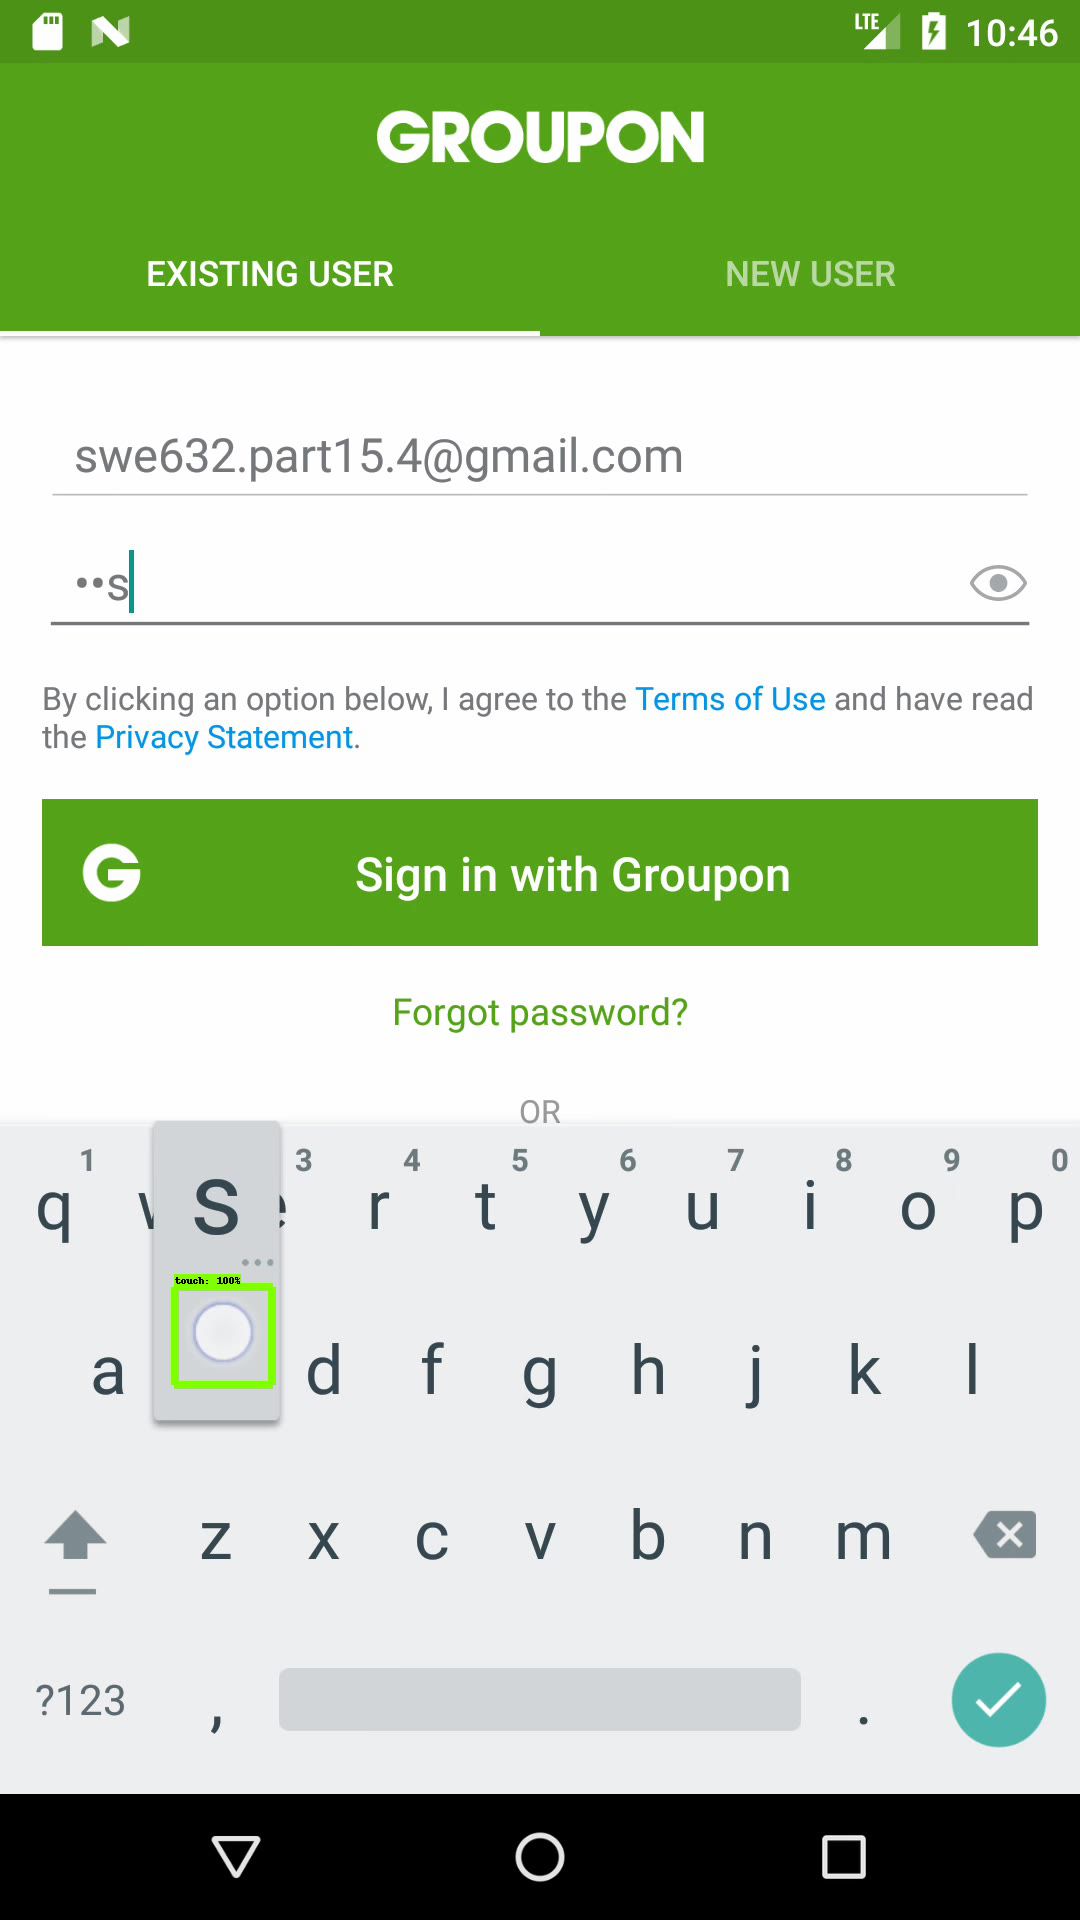 LTE 10:46
GROUPON
EXISTING USER NEW USER
swe632.part15.4@gmail.com
••s
By clicking an option below, I agree to the Terms of Use and have read
the Privacy Statement.
G Sign in with Groupon
Forgot password?
OR
1 3 4 5 6 7 8 9 0
q w s e r t y u i o p
touch: 100%
a d f g h j k l
z x c v b n m
?123 , .